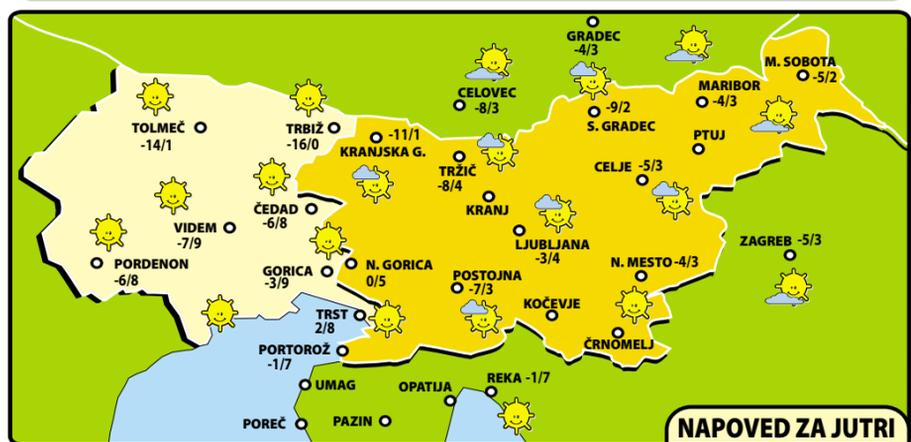 GRADEC
-4/3
M. SOBOTA
-5/2
CELOVEC
-8/3
MARIBOR
-4/3
-9/2
S. GRADEC
TOLMEČ
-14/1
TRBIŽ
-16/0
-11/1
KRANJSKA G.
PTUJ
TRŽIČ
-8/4
CELJE -5/3
KRANJ
ČEDAD
-6/8
VIDEM
-7/9
LJUBLJANA
-3/4
ZAGREB -5/3
PORDENON
-6/8
GORICA
-3/9
N. GORICA
0/5
POSTOJNA
-7/3
N. MESTO -4/3
KOČEVJE
TRST
2/8
ČRNOMELJ
PORTOROŽ
-1/7
UMAG
OPATIJA
REKA -1/7
POREČ
PAZIN
NAPOVED ZA JUTRI